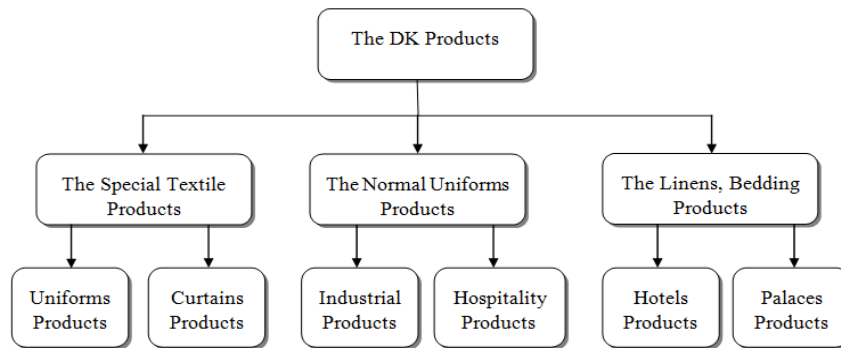 The DK Products
The Special Textile
Products
The Normal Uniforms
Products
The Linens, Bedding
Products
Uniforms
Products
Curtains
Products
Industrial
Products
Hospitality
Products
Hotels
Products
Palaces
Products